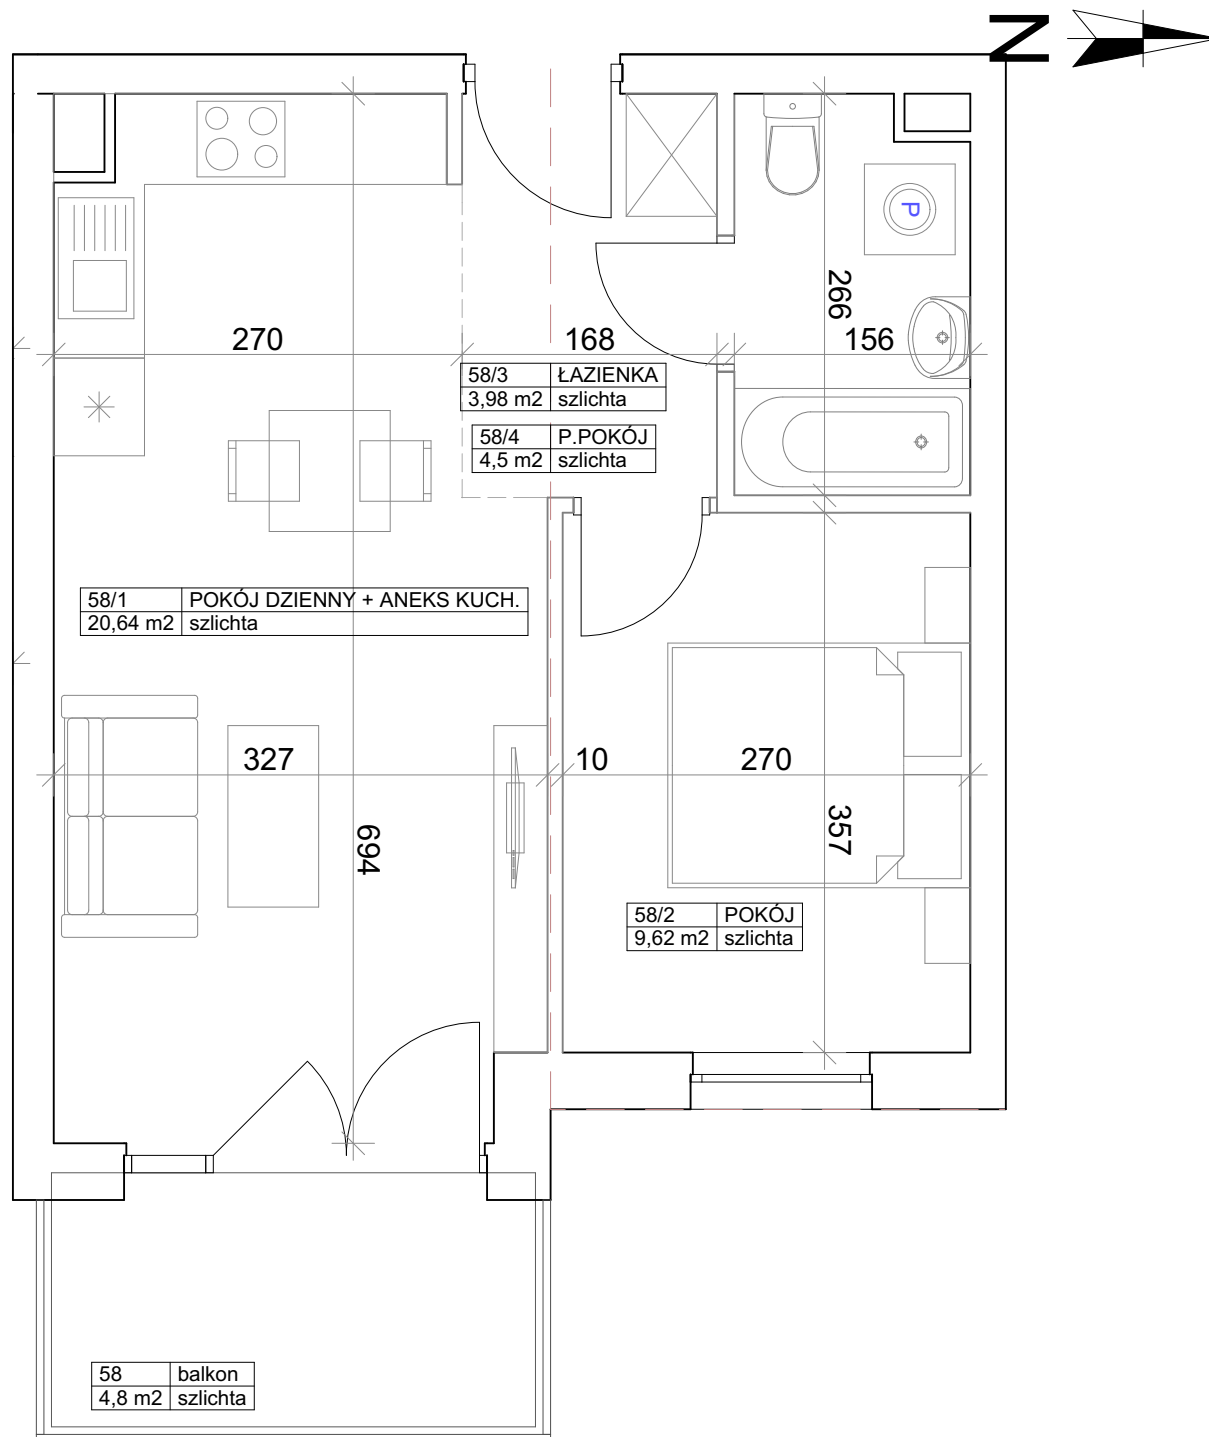 N
P
266
270
168
156
58/3 ŁAZIENKA
3,98 m2 szlichta
58/4 P.POKÓJ
4,5 m2 szlichta
58/1 POKÓJ DZIENNY + ANEKS KUCH.
20,64 m2 szlichta
327
10
270
694
357
58/2 POKÓJ
9,62 m2 szlichta
58 balkon
4,8 m2 szlichta